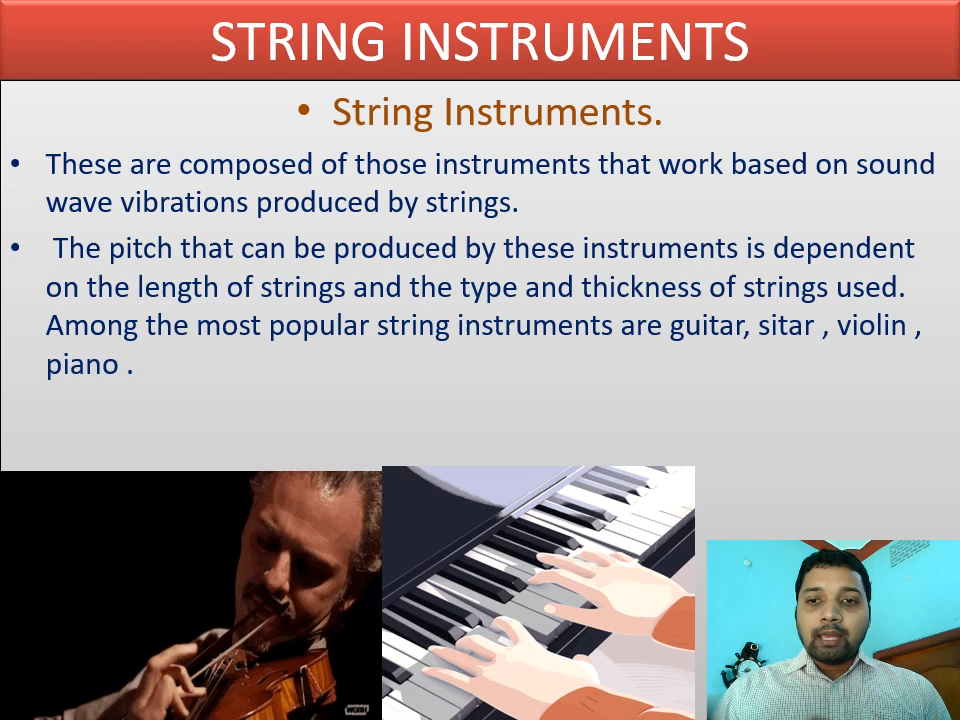 STRING INSTRUMENTS
• String Instruments.
• These are composed of those instruments that work based on sound
wave vibrations produced by strings.
• The pitch that can be produced by these instruments is dependent
on the length of strings and the type and thickness of strings used.
Among the most popular string instruments are guitar, sitar , violin ,
piano .